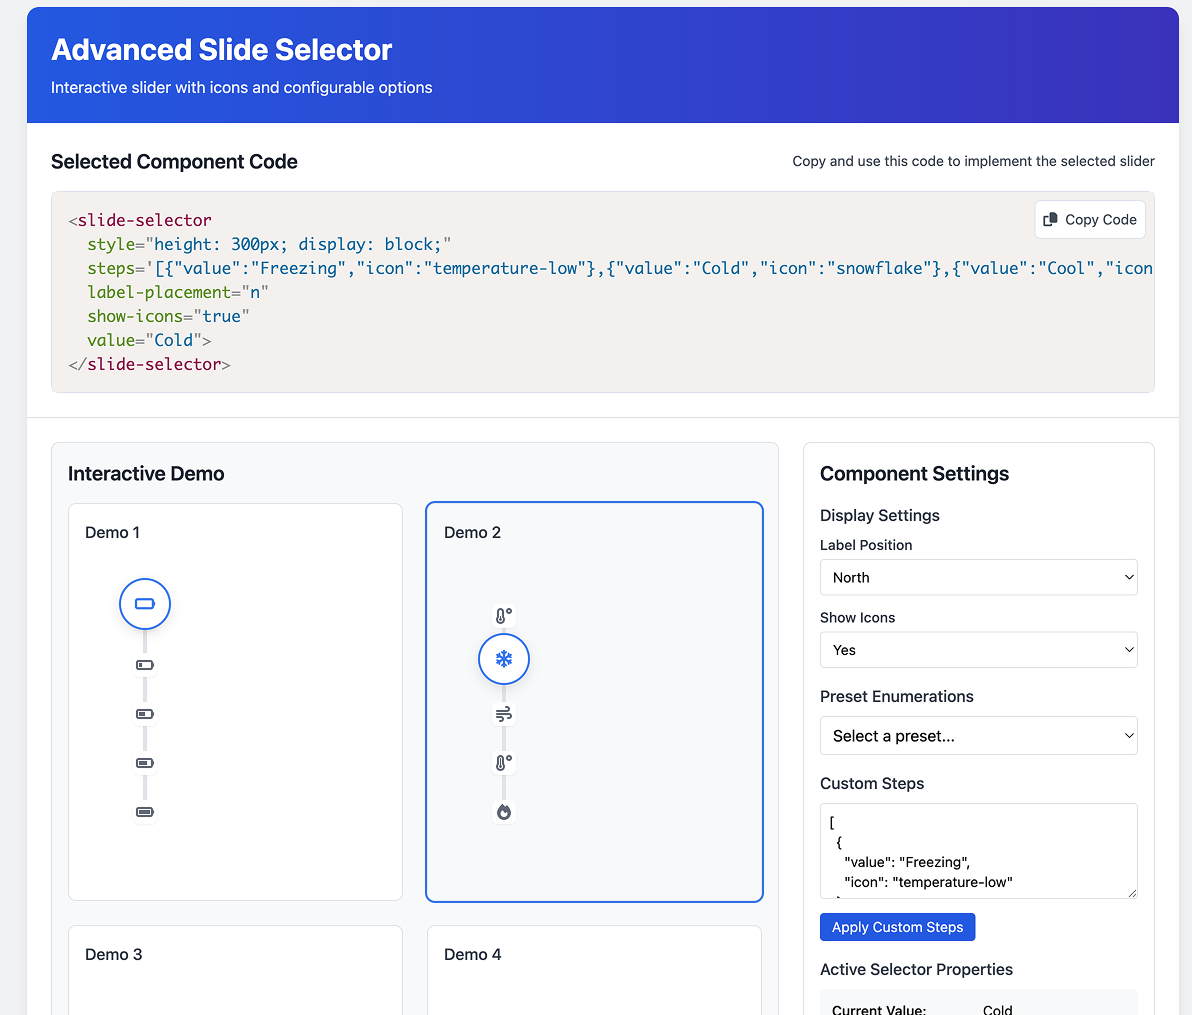 Advanced Slide Selector
Interactive slider with icons and configurable options
Selected Component Code
Copy and use this code to implement the selected slider
Copy Code
<slide-selector
style="height: 300px; display: block;"
steps='[{"value":"Freezing","icon":"temperature-low"},{"value":"Cold","icon":"snowflake"},{"value":"Cool","icon
label-placement="n"
show-icons="true"
value="Cold">
</slide-selector>
Interactive Demo
Demo 1
Demo 2
Demo 3
Demo 4
Component Settings
Display Settings
Label Position
North
Show Icons
Yes
Preset Enumerations
Select a preset...
Custom Steps
[
{
"value": "Freezing",
"icon": "temperature-low"
Apply Custom Steps
Active Selector Properties
Current Value: Cold